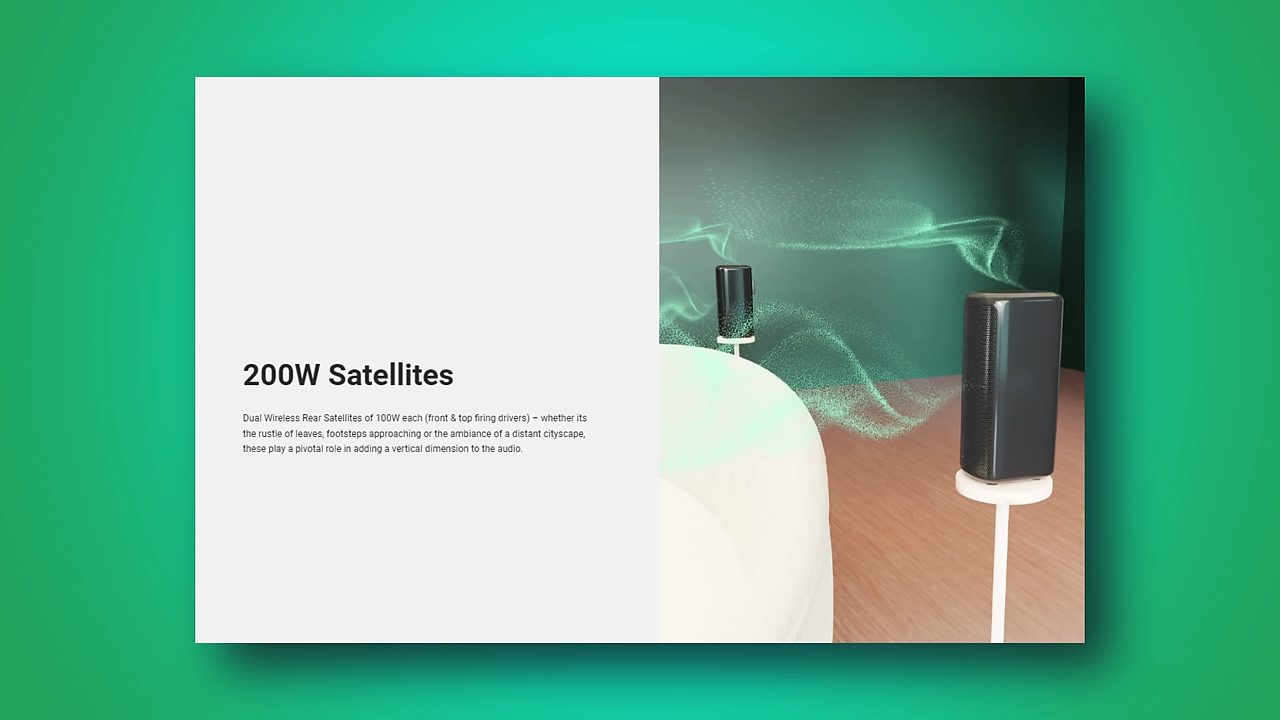 200W Satellites
Dual Wireless Rear Satellites of 100W each (front & top firing drivers) – whether its
the rustle of leaves, footsteps approaching or the ambiance of a distant cityscape,
these play a pivotal role in adding a vertical dimension to the audio.